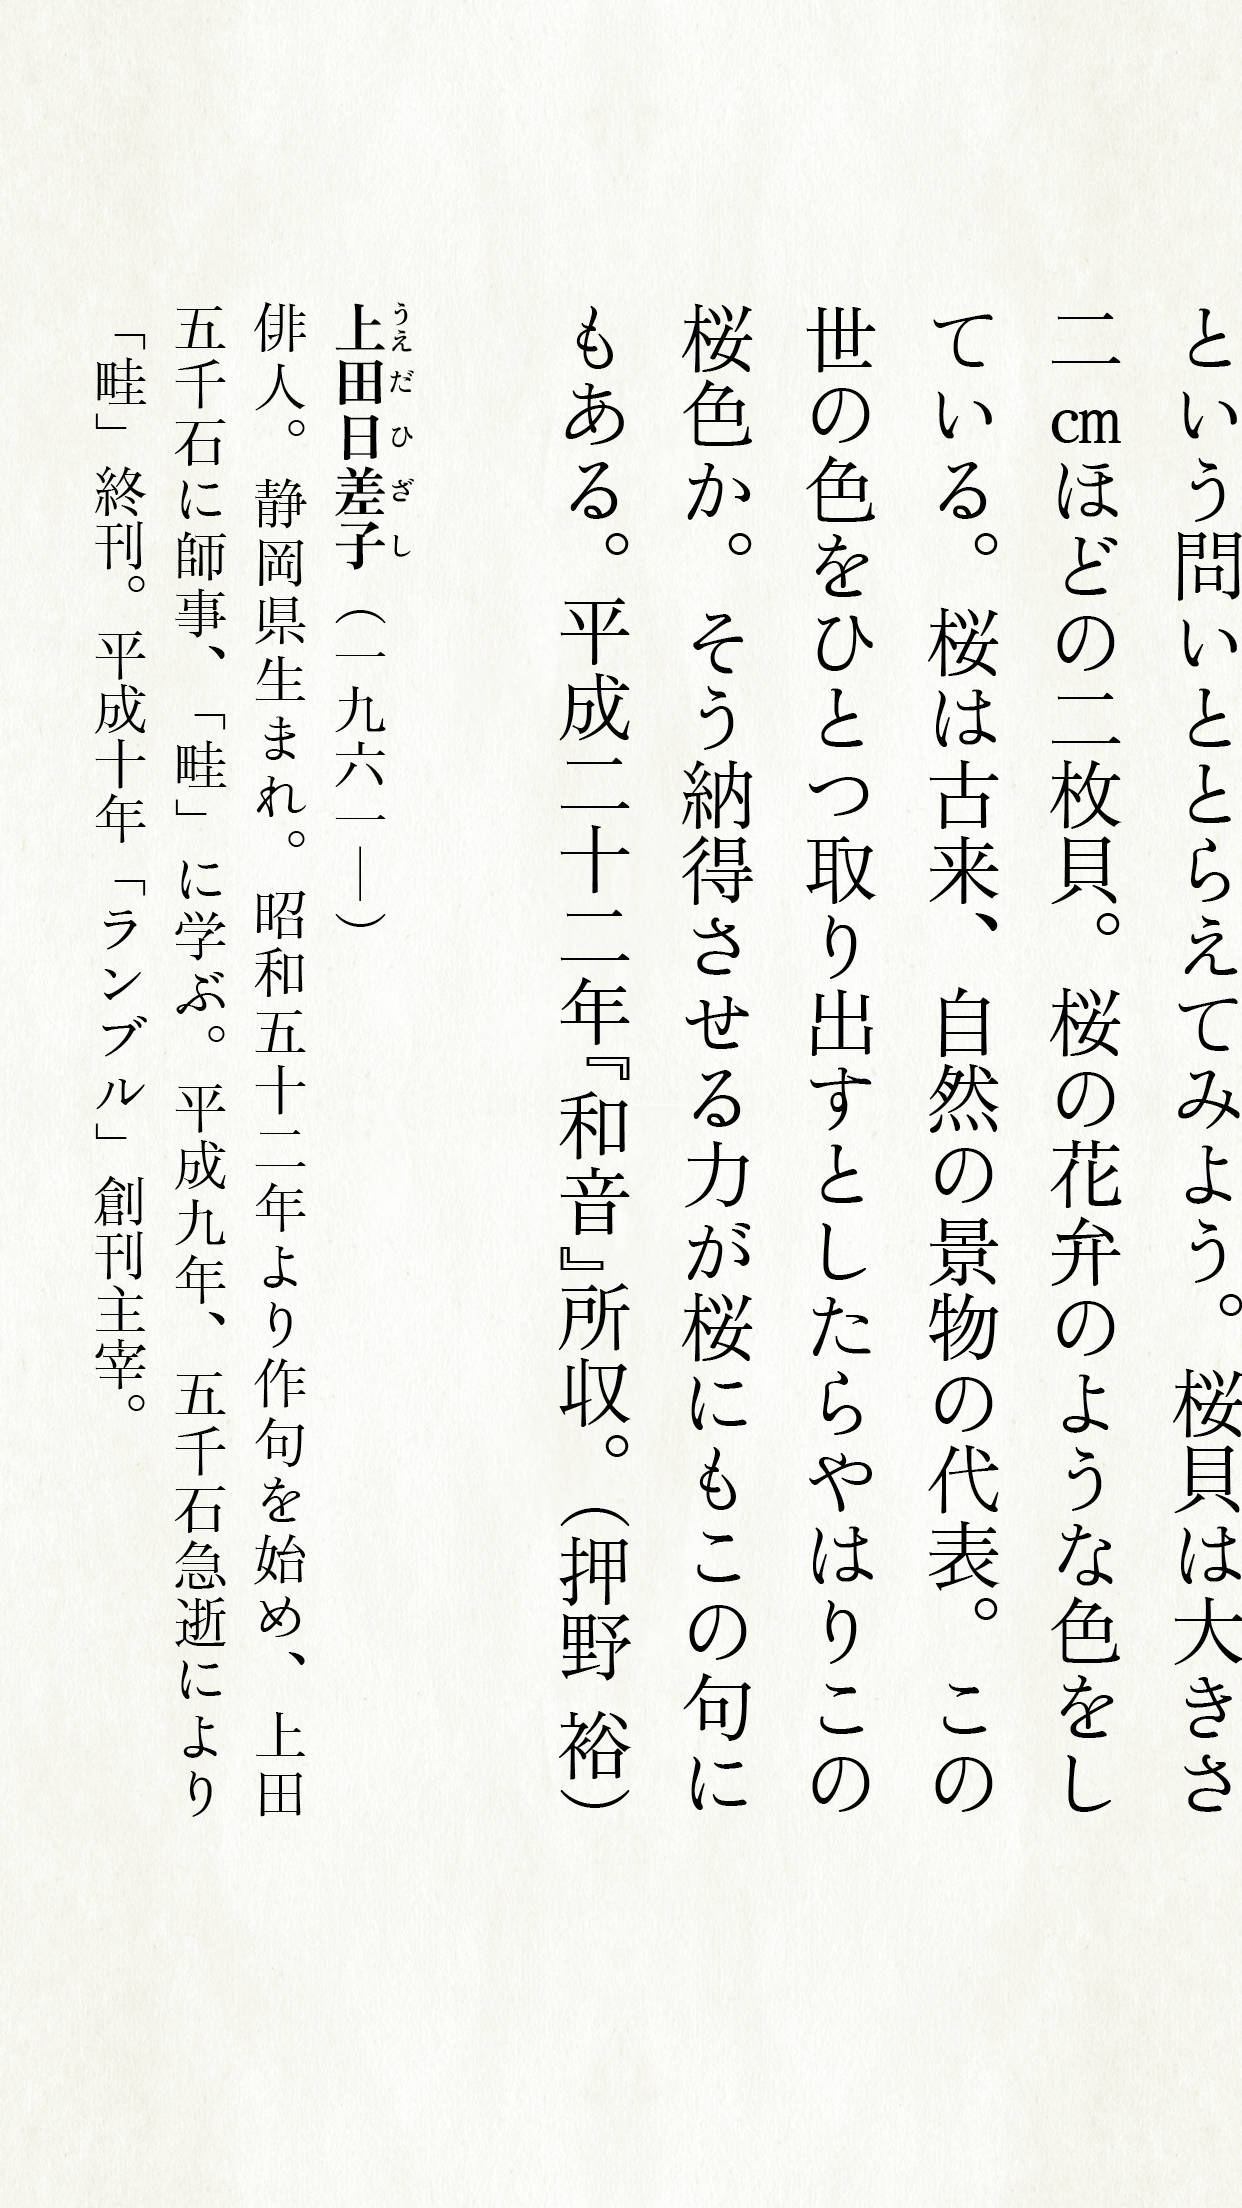 という問いととらえてみよう。桜貝は大きさ
二㎝ほどの二枚貝。桜の花弁のような色をし
ている。桜は古来、自然の景物の代表。この
世の色をひとつ取り出すとしたらやはりこの
桜色か。そう納得させる力が桜にもこの句に
もある。平成二十二年『和音』所収。（押野 裕）
上田日差子（一九六一―）
うえだひざし
俳人。静岡県生まれ。昭和五十二年より作句を始め、上田
五千石に師事、「畦」に学ぶ。平成九年、五千石急逝により
「畦」終刊。平成十年「ランブル」創刊主宰。